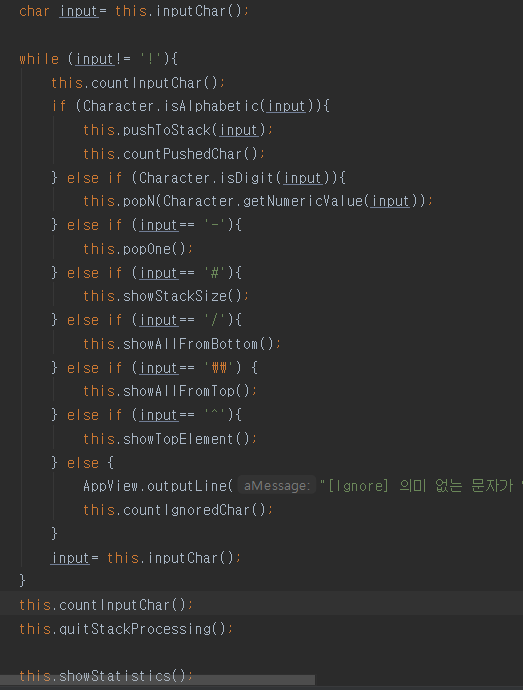 char input= this.inputChar();
while (input!= '!'){
this.countInputChar();
if (Character.isAlphabetic(input)){
this.pushToStack(input);
this.countPushedChar();
} else if (Character.isDigit(input)){
this.popN(Character.getNumericValue(input));
} else if (input== '-'){
this.popOne();
} else if (input== '#'){
this.showStackSize();
} else if (input== '/'){
this.showAllFromBottom();
} else if (input== '₩₩') {
this.showAllFromTop();
} else if (input== '^'){
this.showTopElement();
} else {
AppView.outputLine( aMessage: "[Ignore] 의미 없는 문자가
this.countIgnoredChar();
}
input= this.inputChar();
}
this.countInputChar();
this.quitStackProcessing();
this.showStatistics();